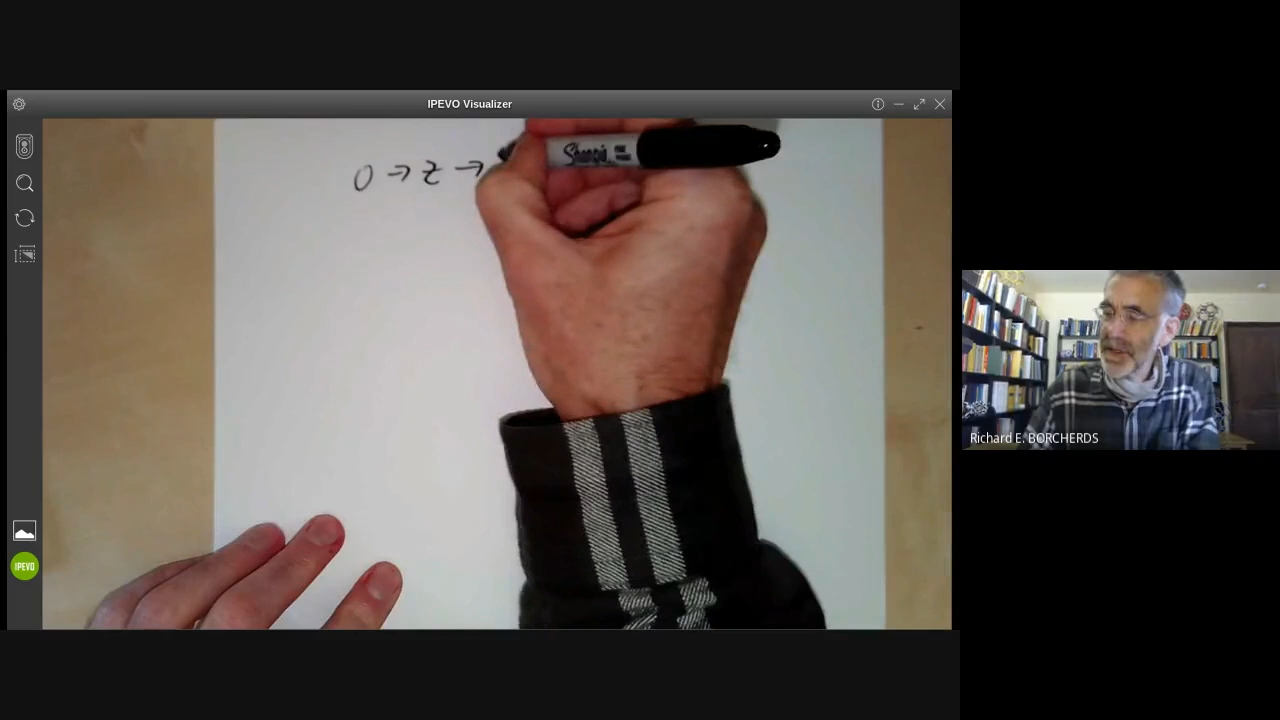 IPEVO Visualizer
0 → Z →
Sharpie
Richard E. BORCHERDS
IPEVO